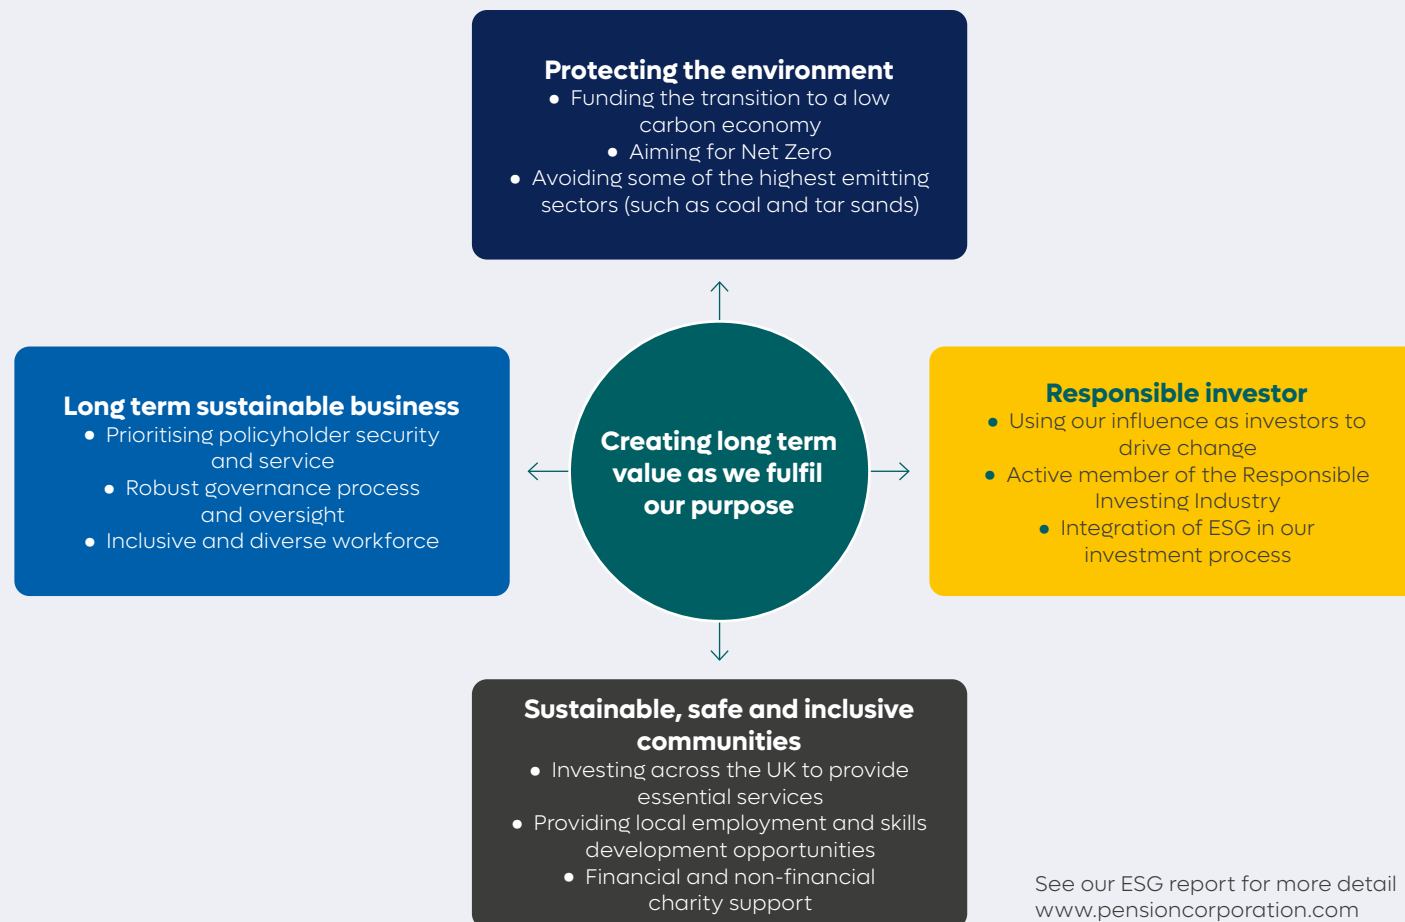 Protecting the environment
● Funding the transition to a low
carbon economy
● Aiming for Net Zero
● Avoiding some of the highest emitting
sectors (such as coal and tar sands)
Long term sustainable business
● Prioritising policyholder security
and service
● Robust governance process
and oversight
● Inclusive and diverse workforce
Creating long term
value as we fulfil
our purpose
Responsible investor
● Using our influence as investors to
drive change
● Active member of the Responsible
Investing Industry
● Integration of ESG in our
investment process
Sustainable, safe and inclusive
communities
● Investing across the UK to provide
essential services
● Providing local employment and skills
development opportunities
● Financial and non-financial
charity support
See our ESG report for more detail
www.pensioncorporation.com